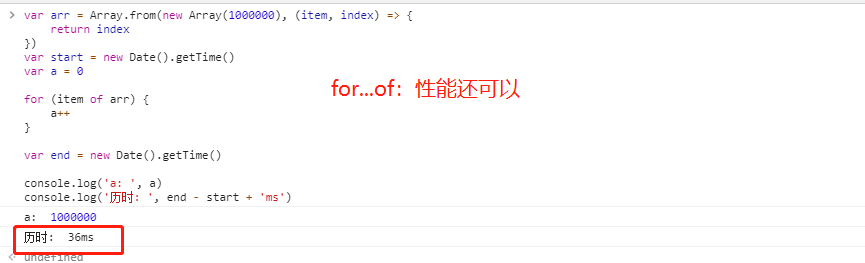 var arr = Array.from(new Array(1000000), (item, index) => {
return index
})
var start = new Date().getTime()
var a = 0
for...of：性能还可以
for (item of arr) {
a++
}
var end = new Date().getTime()
console.log('a: ', a)
console.log('历时: ', end - start + 'ms')
a: 1000000
历时: 36ms
undefined